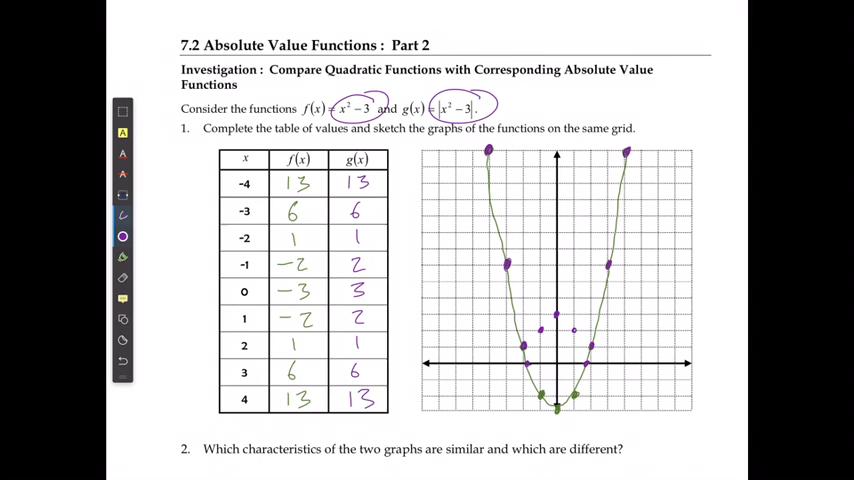 7.2 Absolute Value Functions : Part 2
Investigation : Compare Quadratic Functions with Corresponding Absolute Value
Functions
Consider the functions f(x) = x² − 3 and g(x) = |x² − 3|.
1. Complete the table of values and sketch the graphs of the functions on the same grid.
x f(x) g(x)
-4 13 13
-3 6 6
-2 1 1
-1 -2 2
0 -3 3
1 -2 2
2 1 1
3 6 6
4 13 13
2. Which characteristics of the two graphs are similar and which are different?